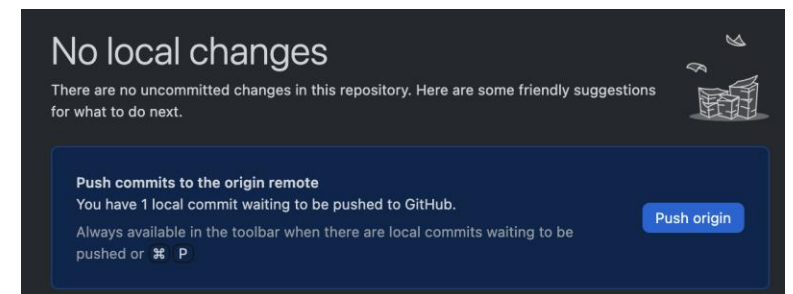 No local changes
There are no uncommitted changes in this repository. Here are some friendly suggestions
for what to do next.
Push commits to the origin remote
You have 1 local commit waiting to be pushed to GitHub.
Push origin
Always available in the toolbar when there are local commits waiting to be
pushed or ⌘ P